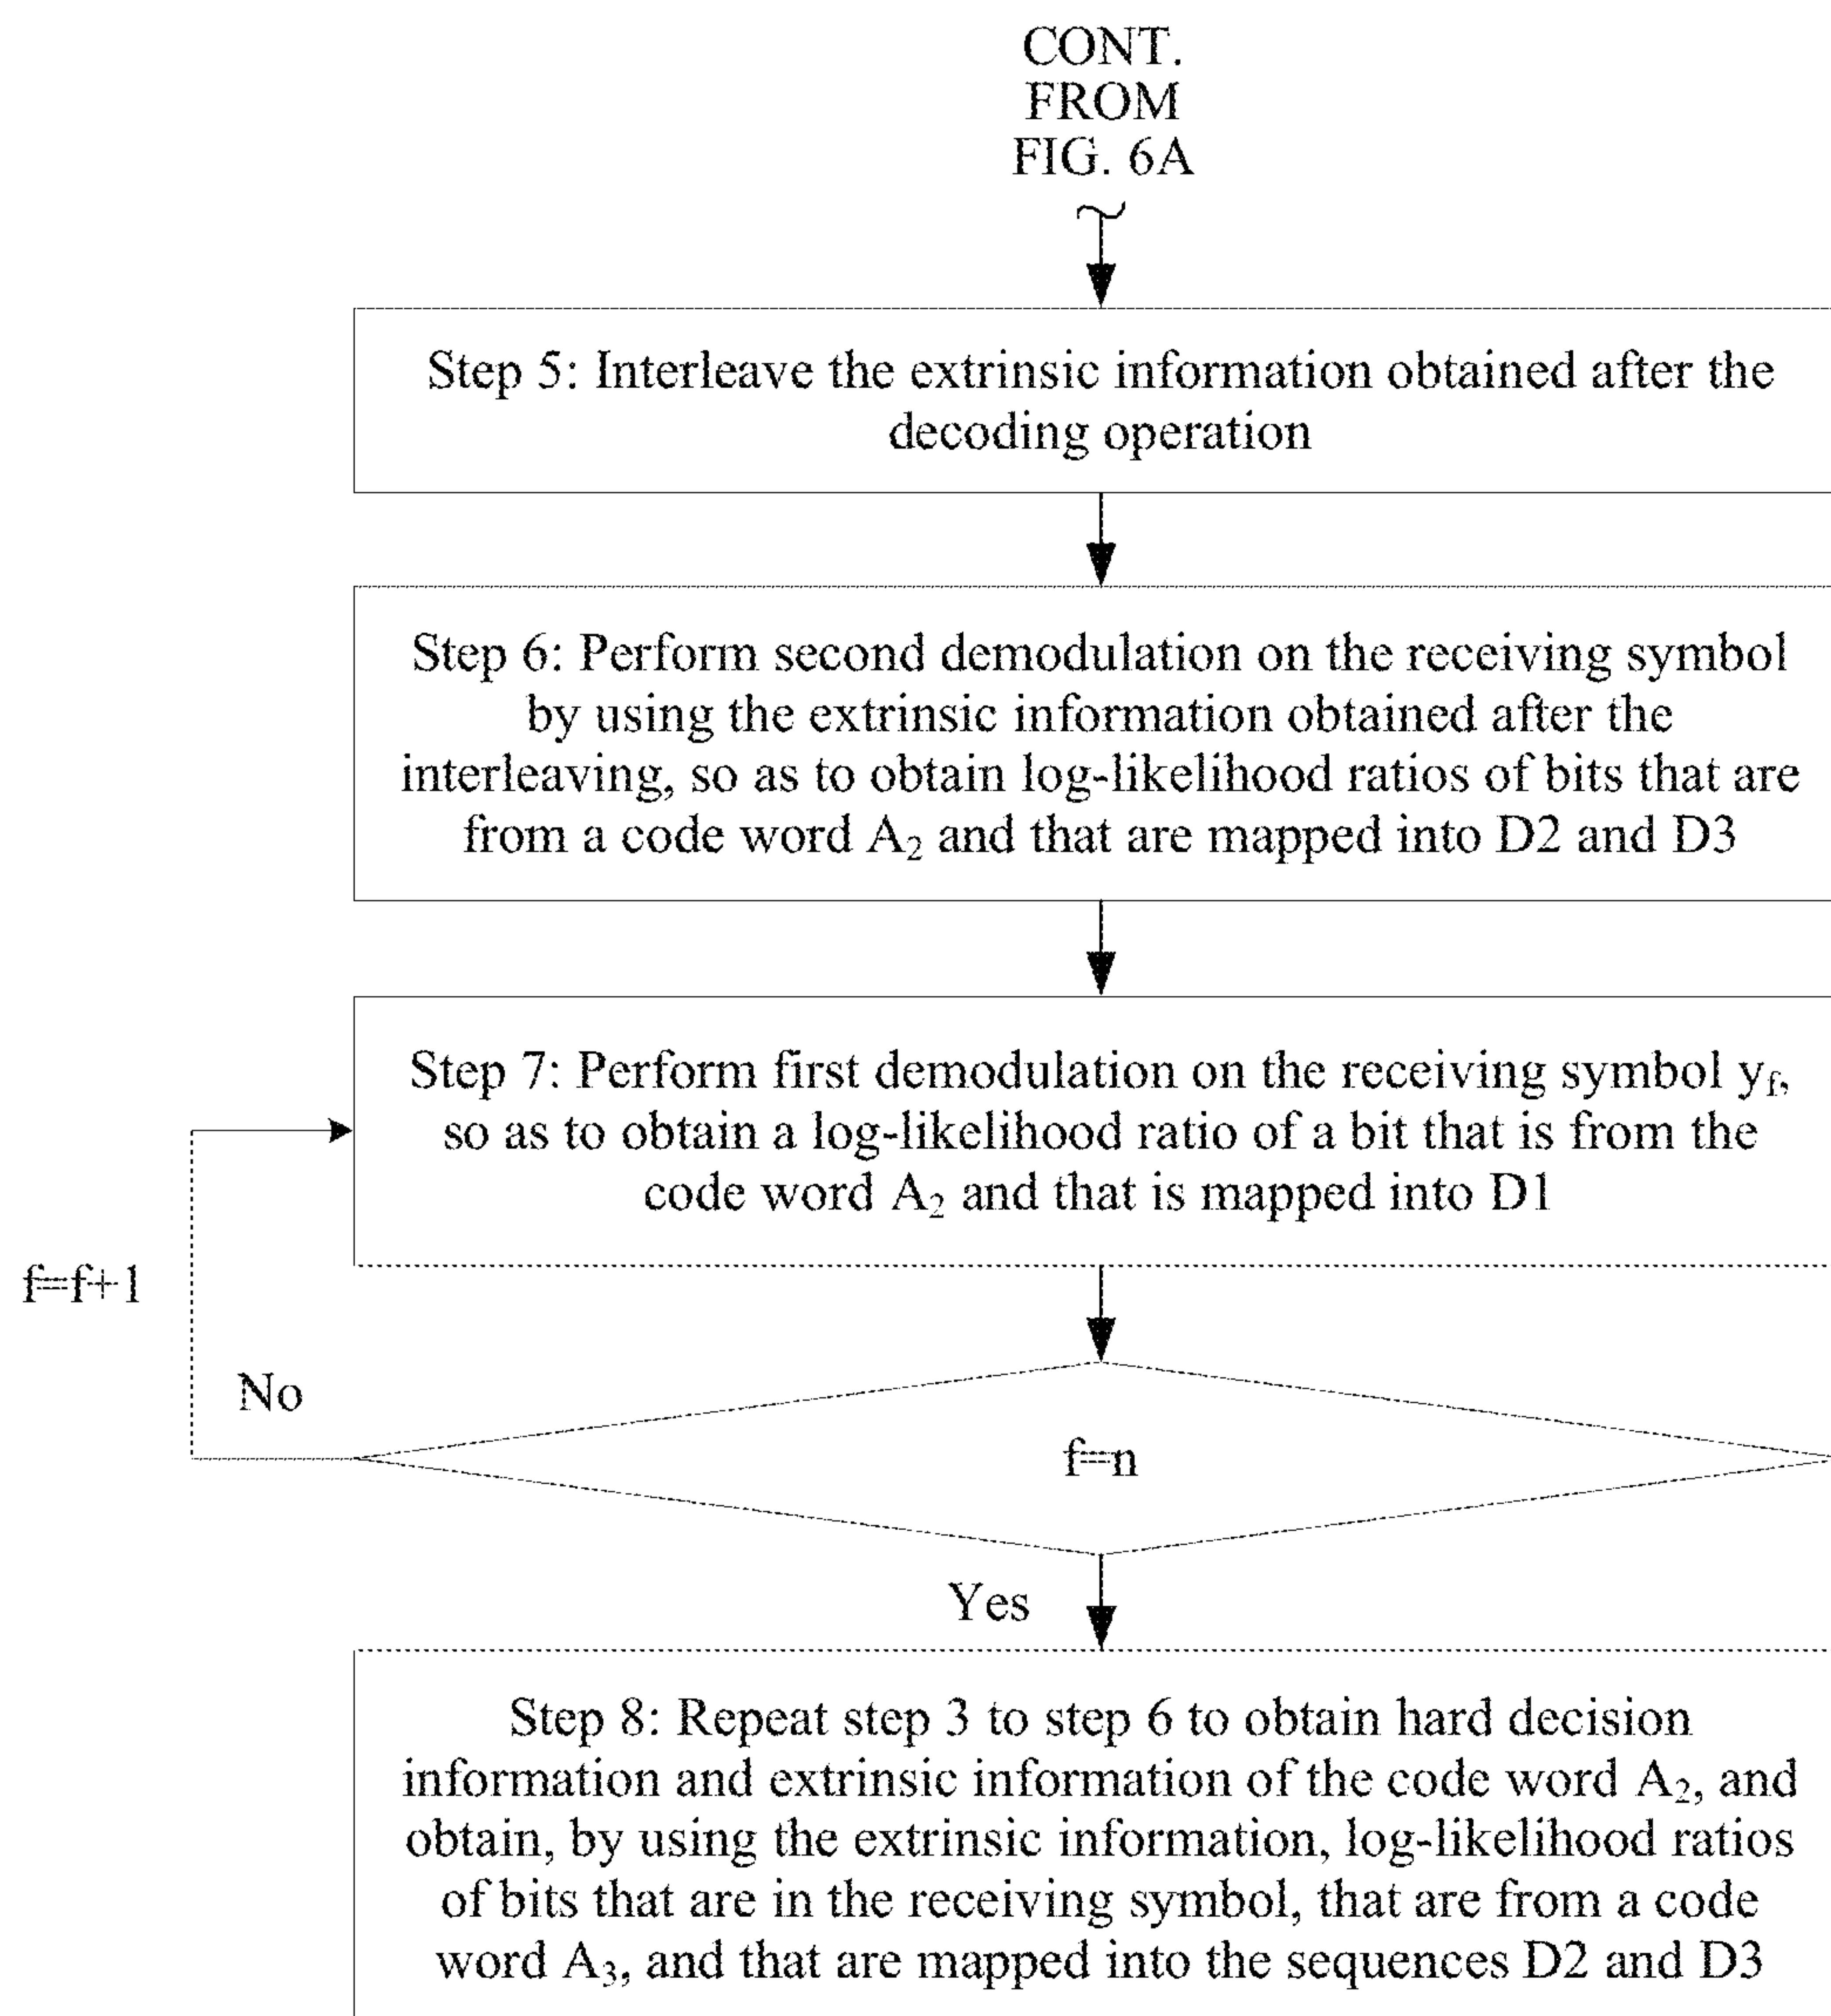 CONT.
FROM
FIG. 6A
Step 5: Interleave the extrinsic information obtained after the
decoding operation
Step 6: Perform second demodulation on the receiving symbol
by using the extrinsic information obtained after the
interleaving, so as to obtain log-likelihood ratios of bits that are
from a code word A₂ and that are mapped into D2 and D3
Step 7: Perform first demodulation on the receiving symbol y_f,
so as to obtain a log-likelihood ratio of a bit that is from the
code word A₂ and that is mapped into D1
f=f+1
No
f=n
Yes
Step 8: Repeat step 3 to step 6 to obtain hard decision
information and extrinsic information of the code word A₂, and
obtain, by using the extrinsic information, log-likelihood ratios
of bits that are in the receiving symbol, that are from a code
word A₃, and that are mapped into the sequences D2 and D3